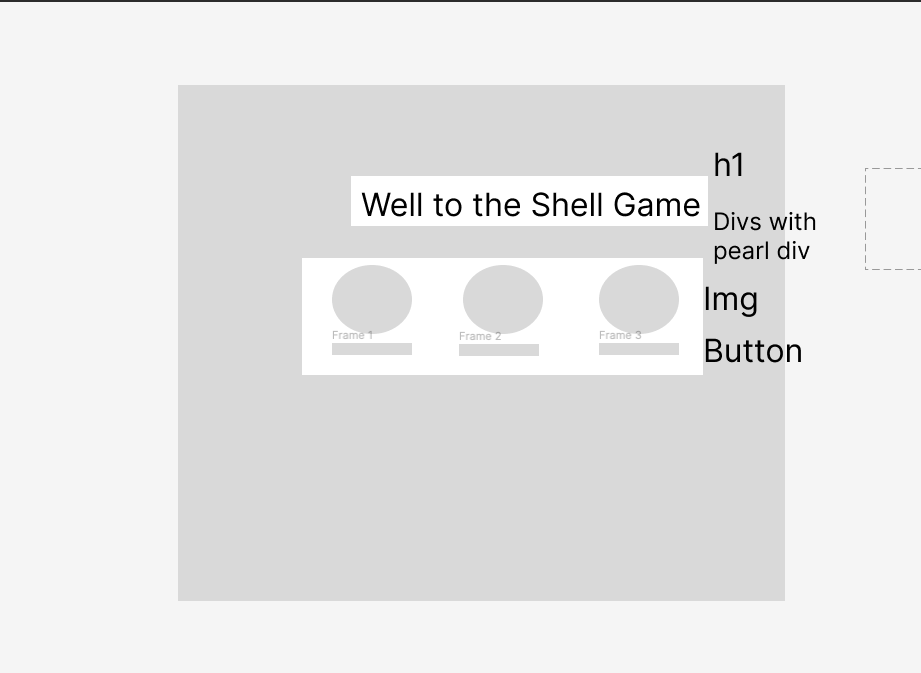 h1
Well to the Shell Game
Divs with
pearl div
Img
Frame 1
Frame 2
Frame 3
Button